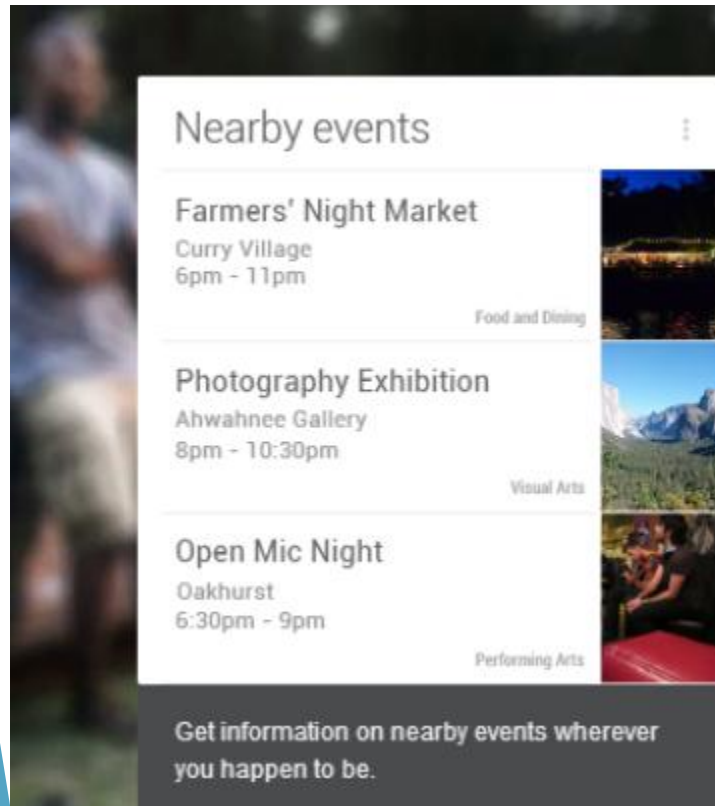 Nearby events
Farmers' Night Market
Curry Village
6pm - 11pm
Food and Dining
Photography Exhibition
Ahwahnee Gallery
8pm - 10:30pm
Visual Arts
Open Mic Night
Oakhurst
6:30pm - 9pm
Performing Arts
Get information on nearby events wherever
you happen to be.